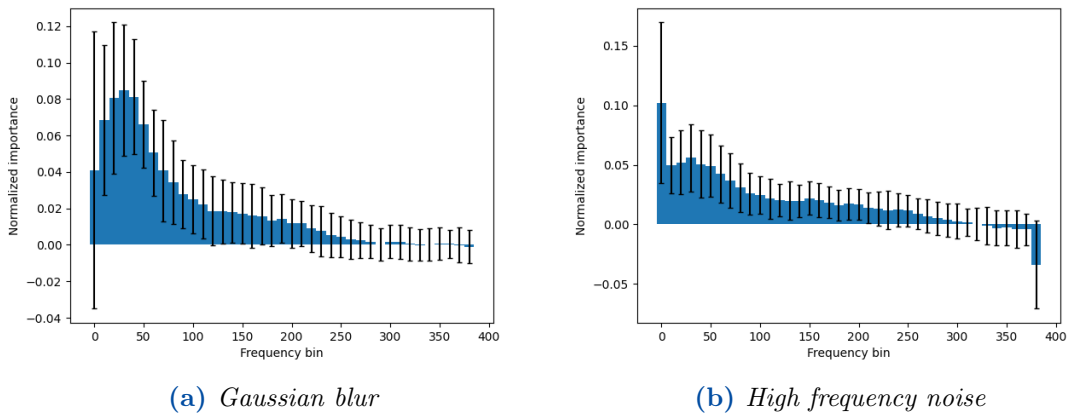 0.12
0.10
0.08
0.06
0.04
0.02
0.00
−0.02
−0.04
Normalized importance
0 50 100 150 200 250 300 350 400
Frequency bin
(a) Gaussian blur
0.15
0.10
0.05
0.00
−0.05
Normalized importance
0 50 100 150 200 250 300 350 400
Frequency bin
(b) High frequency noise